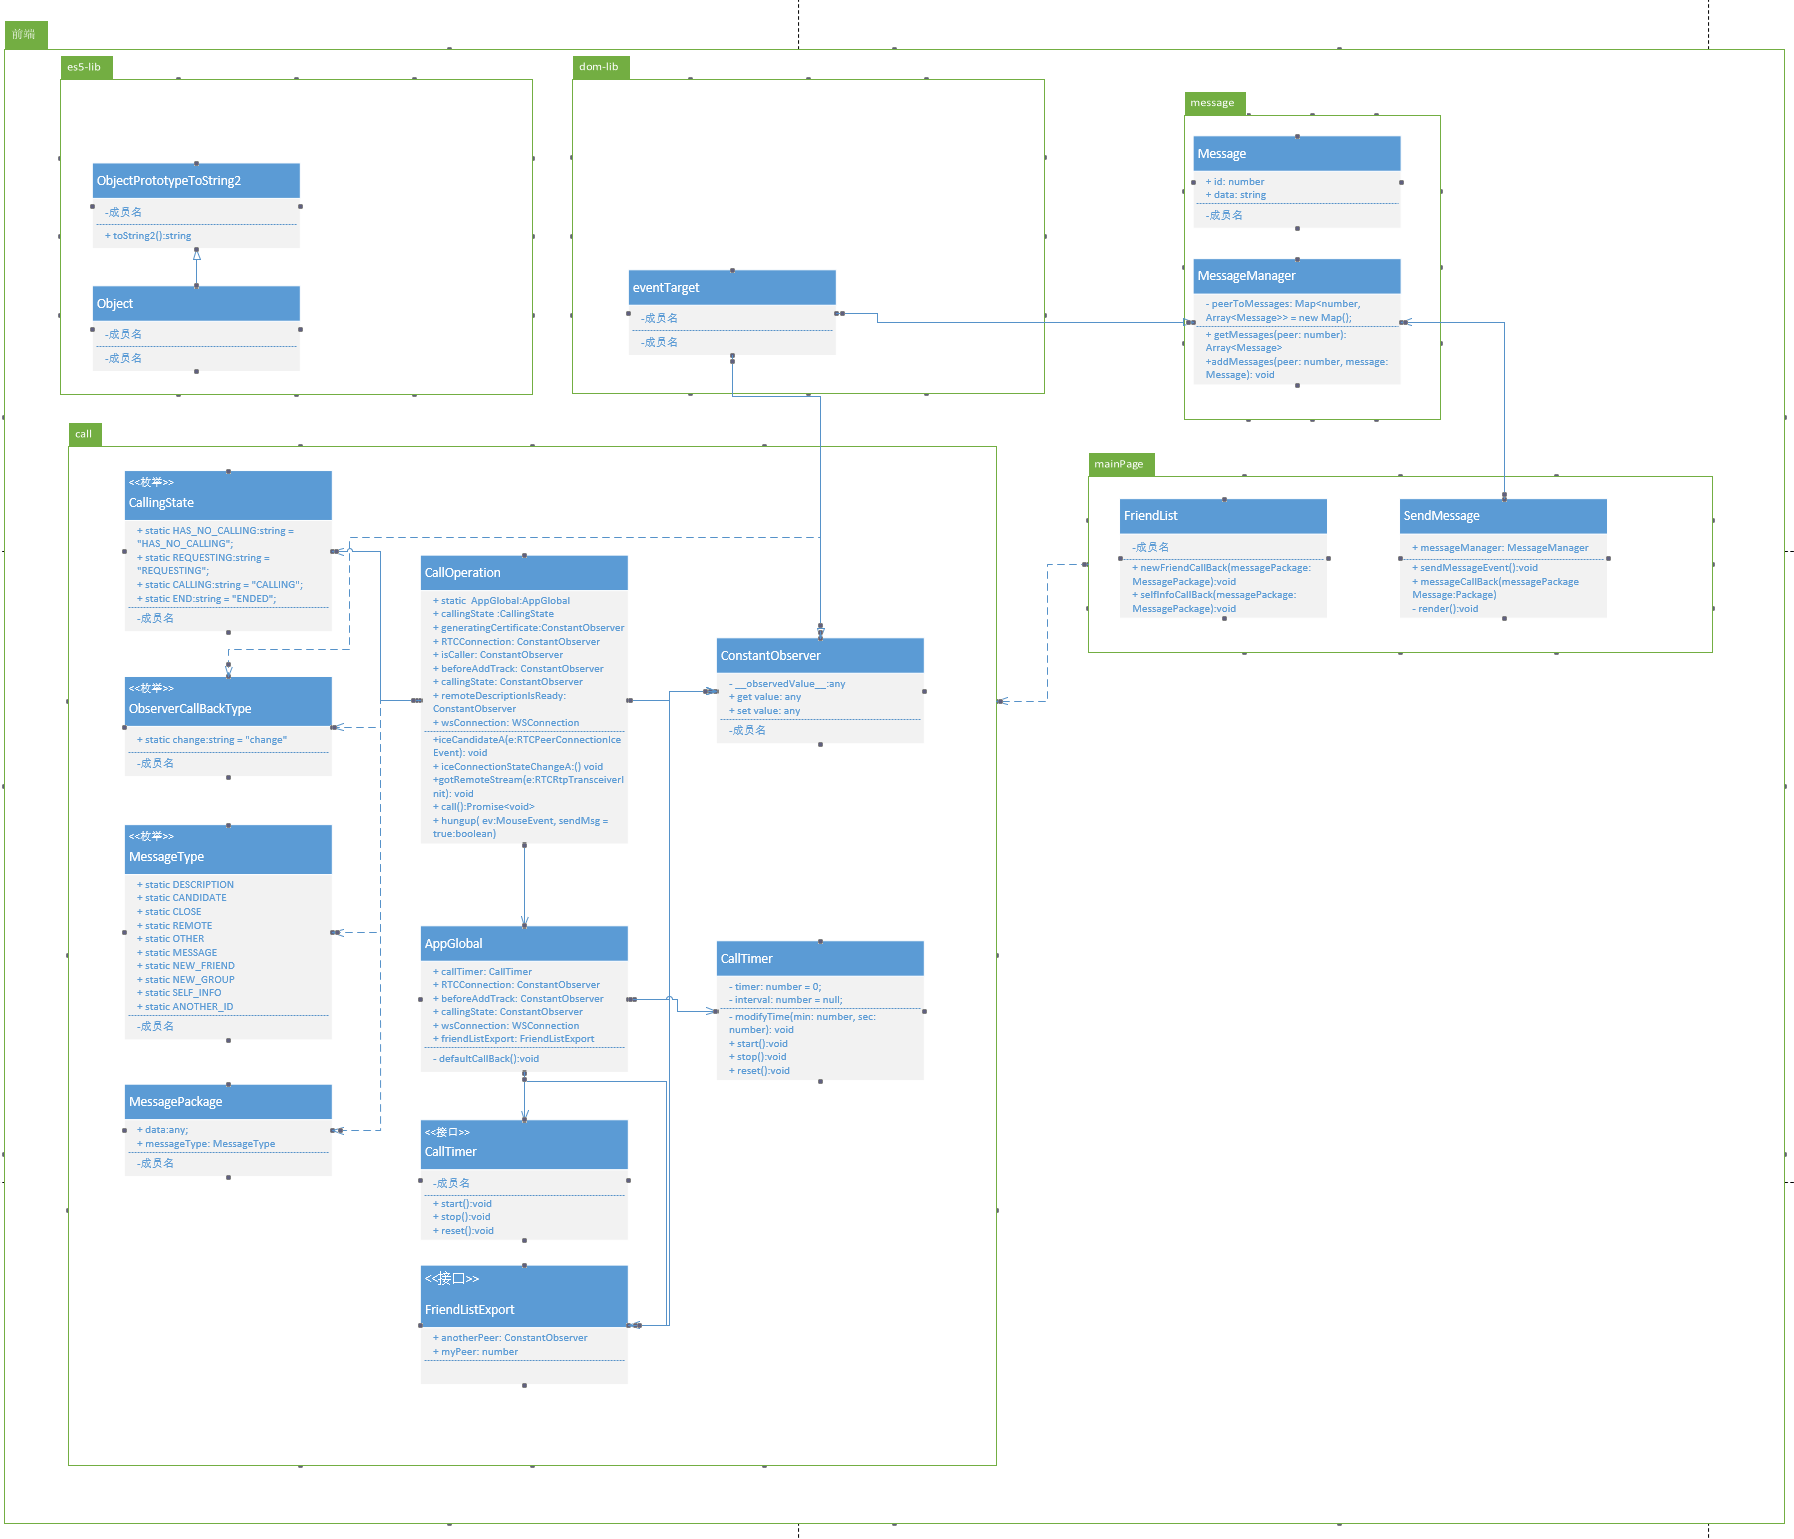 前端
es5-lib
ObjectPrototypeToString2
-成员名
+ toString2():string
Object
-成员名
-成员名
dom-lib
eventTarget
-成员名
-成员名
message
Message
+ id: number
+ data: string
-成员名
MessageManager
- peerToMessages: Map<number,
Array<Message>> = new Map();
+ getMessages(peer: number):
Array<Message>
+addMessages(peer: number, message:
Message): void
call
<<枚举>>
CallingState
+ static HAS_NO_CALLING:string =
"HAS_NO_CALLING";
+ static REQUESTING:string =
"REQUESTING";
+ static CALLING:string = "CALLING";
+ static END:string = "ENDED";
-成员名
<<枚举>>
ObserverCallBackType
+ static change:string = "change"
-成员名
<<枚举>>
MessageType
+ static DESCRIPTION
+ static CANDIDATE
+ static CLOSE
+ static REMOTE
+ static OTHER
+ static MESSAGE
+ static NEW_FRIEND
+ static NEW_GROUP
+ static SELF_INFO
+ static ANOTHER_ID
-成员名
MessagePackage
+ data:any;
+ messageType: MessageType
-成员名
CallOperation
+ static  AppGlobal:AppGlobal
+ callingState :CallingState
+ generatingCertificate:ConstantObserver
+ RTCConnection: ConstantObserver
+ isCaller: ConstantObserver
+ beforeAddTrack: ConstantObserver
+ callingState: ConstantObserver
+ remoteDescriptionIsReady:
ConstantObserver
+ wsConnection: WSConnection
+iceCandidateA(e:RTCPeerConnectionIce
Event): void
+ iceConnectionStateChangeA:() void
+gotRemoteStream(e:RTCRtpTransceiverI
nit): void
+ call():Promise<void>
+ hungup( ev:MouseEvent, sendMsg =
true:boolean)
AppGlobal
+ callTimer: CallTimer
+ RTCConnection: ConstantObserver
+ beforeAddTrack: ConstantObserver
+ callingState: ConstantObserver
+ wsConnection: WSConnection
+ friendListExport: FriendListExport
- defaultCallBack():void
<<接口>>
CallTimer
-成员名
+ start():void
+ stop():void
+ reset():void
<<接口>>
FriendListExport
+ anotherPeer: ConstantObserver
+ myPeer: number
ConstantObserver
- __observedValue__:any
+ get value: any
+ set value: any
-成员名
CallTimer
- timer: number = 0;
- interval: number = null;
- modifyTime(min: number, sec:
number): void
+ start():void
+ stop():void
+ reset():void
mainPage
FriendList
-成员名
+ newFriendCallBack(messagePackage:
MessagePackage):void
+ selfInfoCallBack(messagePackage:
MessagePackage):void
SendMessage
+ messageManager: MessageManager
+ sendMessageEvent():void
+ messageCallBack(messagePackage
Message:Package)
- render():void